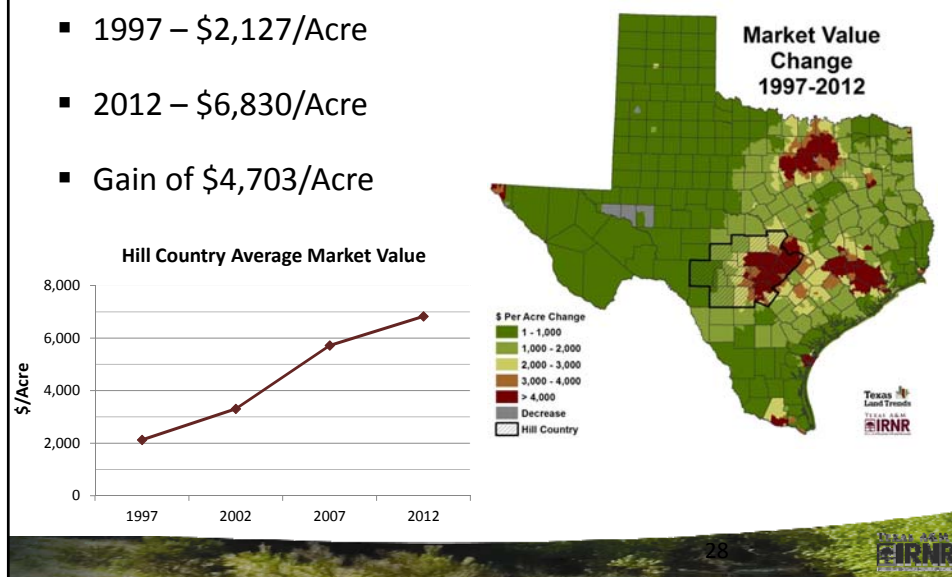 ▪ 1997 – $2,127/Acre
▪ 2012 – $6,830/Acre
▪ Gain of $4,703/Acre
Hill Country Average Market Value
8,000
6,000
4,000
2,000
0
$/Acre
1997 2002 2007 2012
Market Value
Change
1997-2012
$ Per Acre Change
1 - 1,000
1,000 - 2,000
2,000 - 3,000
3,000 - 4,000
> 4,000
Decrease
Hill Country
Texas
Land Trends
TEXAS A&M
IRNR
28
TEXAS A&M
IRNR